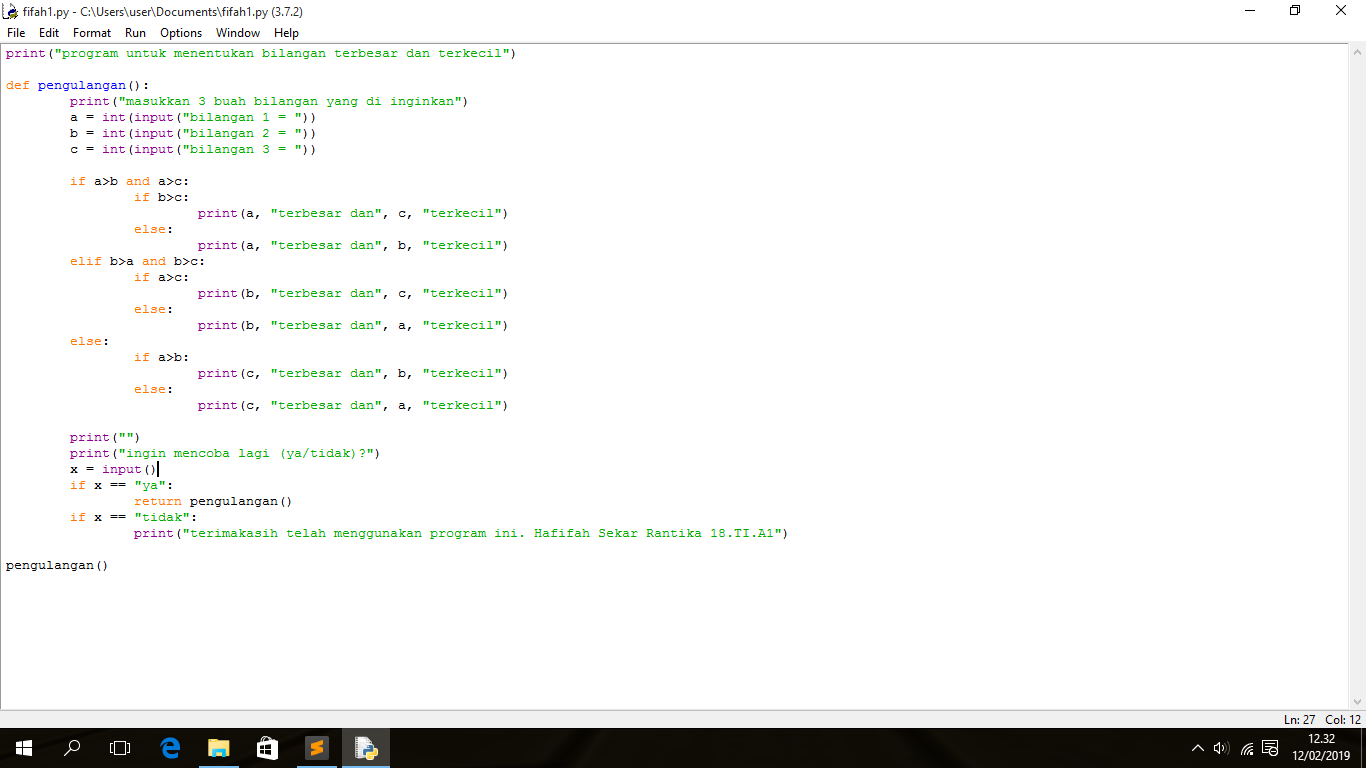 fifah1.py - C:\Users\user\Documents\fifah1.py (3.7.2)
File Edit Format Run Options Window Help
print("program untuk menentukan bilangan terbesar dan terkecil")

def pengulangan():
        print("masukkan 3 buah bilangan yang di inginkan")
        a = int(input("bilangan 1 = "))
        b = int(input("bilangan 2 = "))
        c = int(input("bilangan 3 = "))

        if a>b and a>c:
                if b>c:
                        print(a, "terbesar dan", c, "terkecil")
                else:
                        print(a, "terbesar dan", b, "terkecil")
        elif b>a and b>c:
                if a>c:
                        print(b, "terbesar dan", c, "terkecil")
                else:
                        print(b, "terbesar dan", a, "terkecil")
        else:
                if a>b:
                        print(c, "terbesar dan", b, "terkecil")
                else:
                        print(c, "terbesar dan", a, "terkecil")

        print("")
        print("ingin mencoba lagi (ya/tidak)?")
        x = input()
        if x == "ya":
                return pengulangan()
        if x == "tidak":
                print("terimakasih telah menggunakan program ini. Hafifah Sekar Rantika 18.TI.A1")

pengulangan()
Ln: 27 Col: 12
12.32
12/02/2019